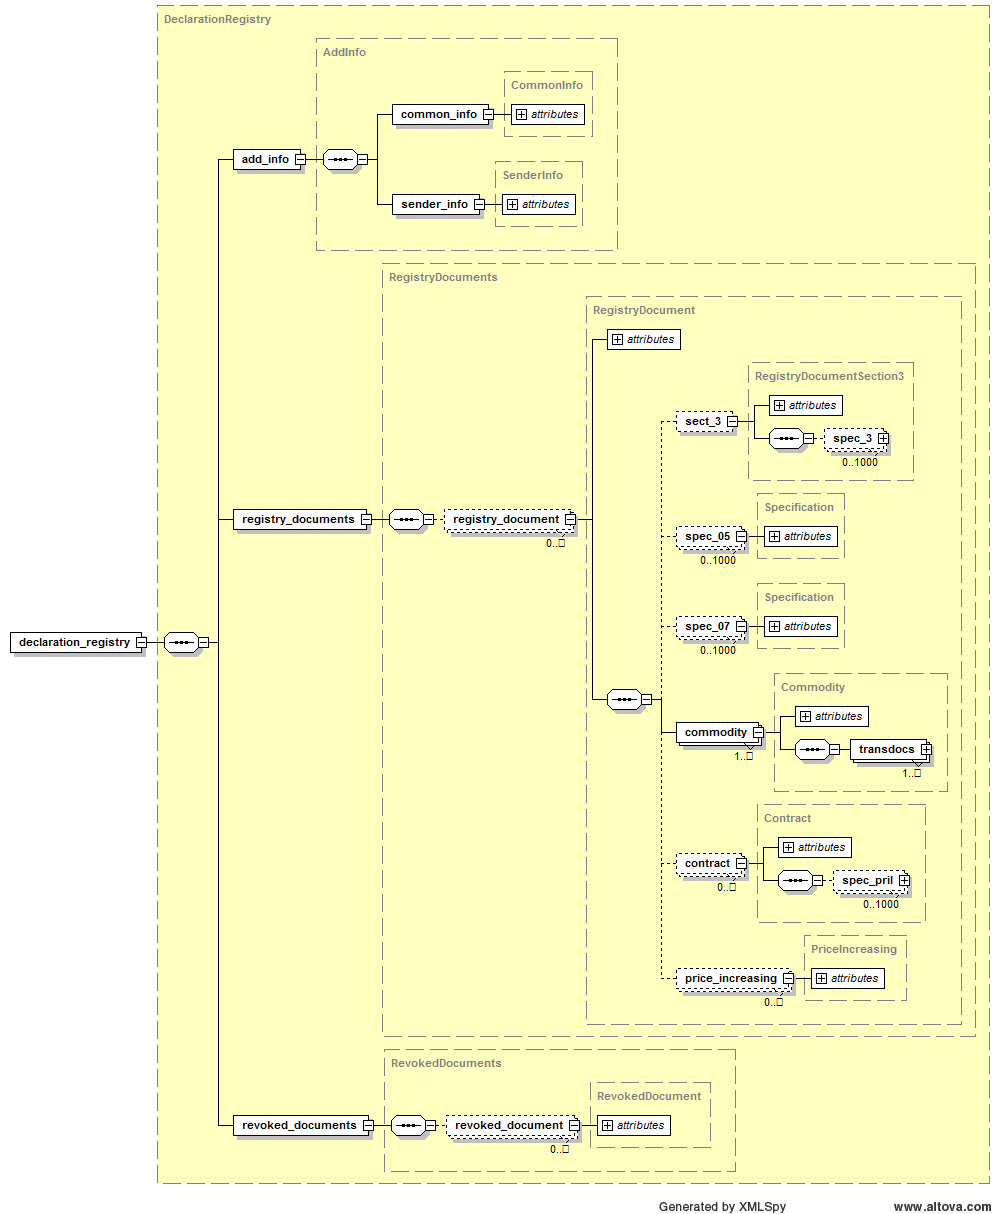 DeclarationRegistry
AddInfo
CommonInfo
common_info
attributes
add_info
SenderInfo
sender_info
attributes
RegistryDocuments
RegistryDocument
attributes
RegistryDocumentSection3
attributes
sect_3
spec_3
0..1000
Specification
registry_documents
registry_document
spec_05
attributes
0..
0..1000
Specification
spec_07
attributes
declaration_registry
0..1000
Commodity
attributes
commodity
transdocs
1..
1..
Contract
attributes
contract
spec_pril
0..
0..1000
PriceIncreasing
price_increasing
attributes
0..
RevokedDocuments
RevokedDocument
revoked_documents
revoked_document
attributes
0..
Generated by XMLSpy
www.altova.com